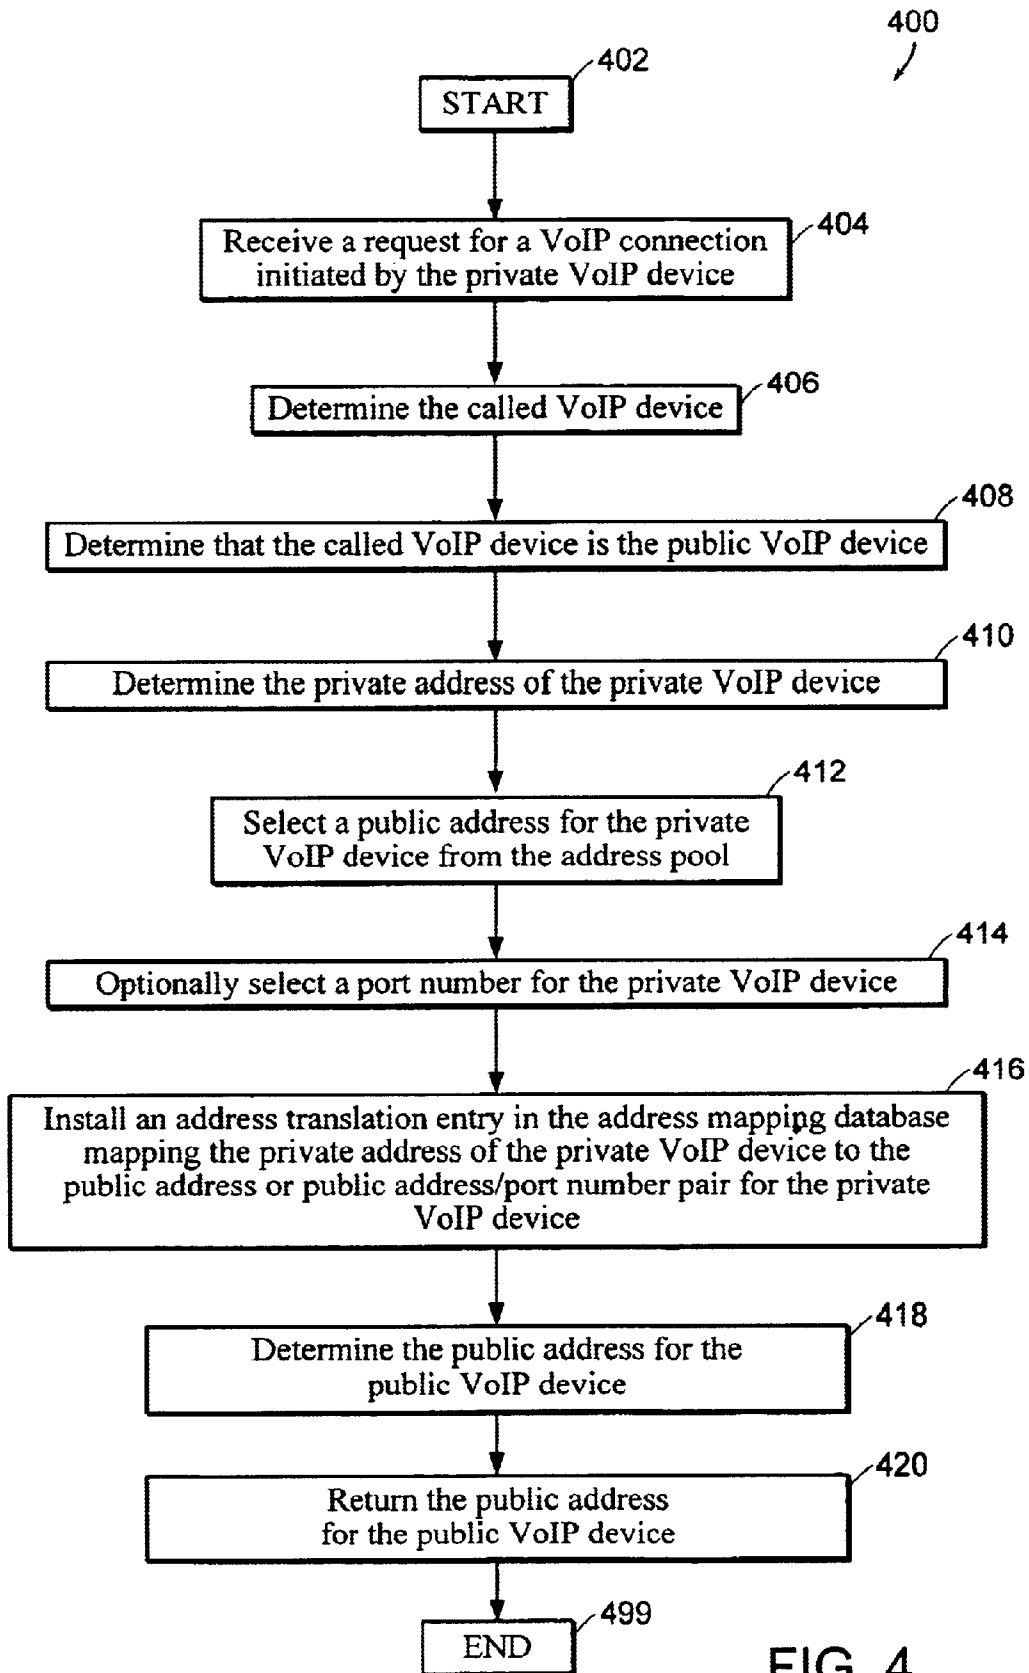 400
402
START
404
Receive a request for a VoIP connection
initiated by the private VoIP device
406
Determine the called VoIP device
408
Determine that the called VoIP device is the public VoIP device
410
Determine the private address of the private VoIP device
412
Select a public address for the private
VoIP device from the address pool
414
Optionally select a port number for the private VoIP device
416
Install an address translation entry in the address mapping database
mapping the private address of the private VoIP device to the
public address or public address/port number pair for the private
VoIP device
418
Determine the public address for the
public VoIP device
420
Return the public address
for the public VoIP device
499
END
FIG. 4